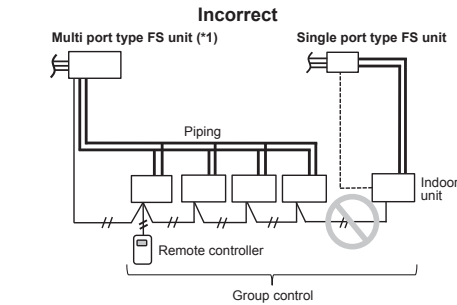 Incorrect
Multi port type FS unit (*1)
Single port type FS unit
Piping
Indoor
unit
Remote controller
Group control